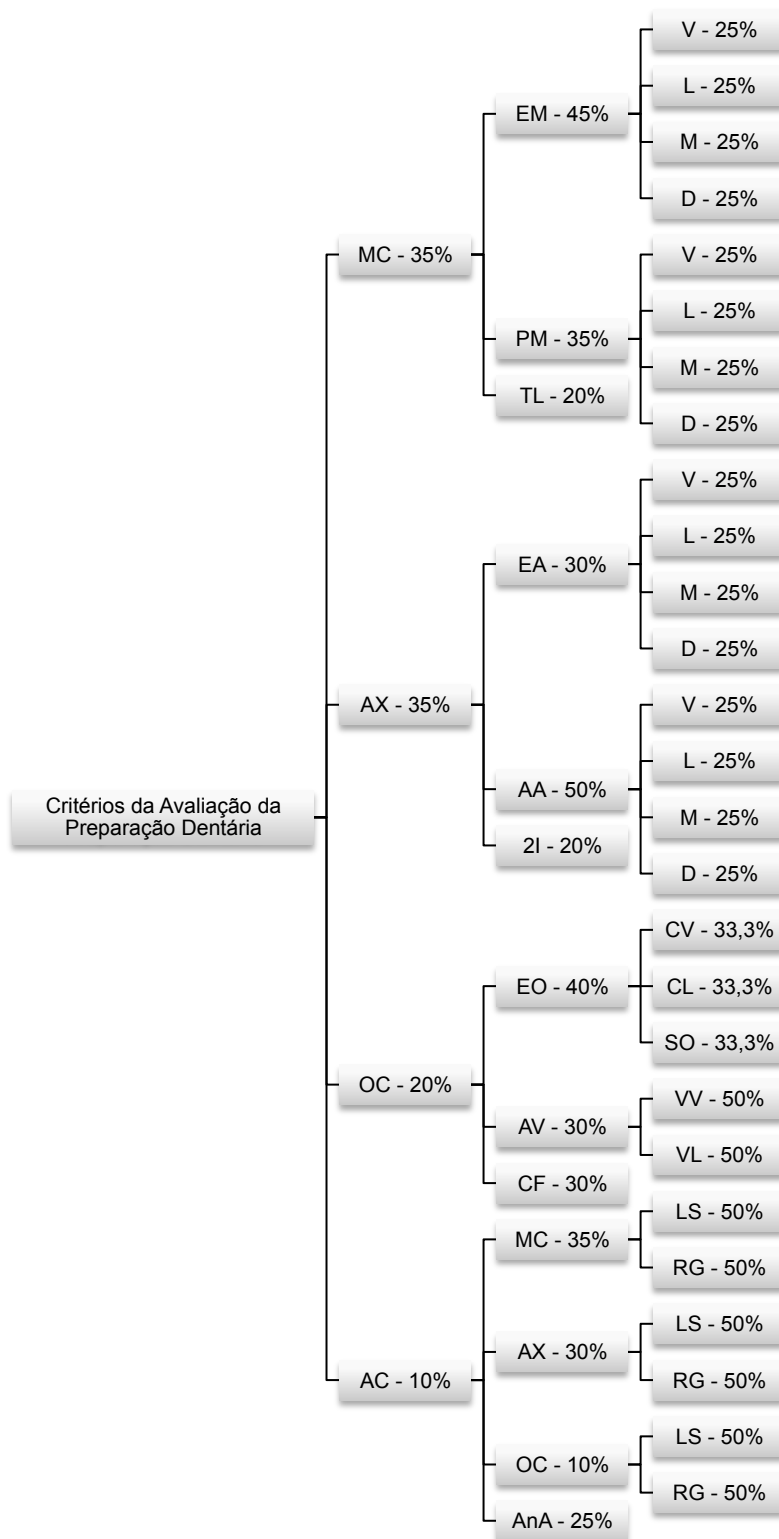 Critérios da Avaliação da
Preparação Dentária
MC - 35%
EM - 45%
V - 25%
L - 25%
M - 25%
D - 25%
PM - 35%
V - 25%
L - 25%
M - 25%
D - 25%
TL - 20%
AX - 35%
EA - 30%
V - 25%
L - 25%
M - 25%
D - 25%
AA - 50%
V - 25%
L - 25%
M - 25%
D - 25%
2I - 20%
OC - 20%
EO - 40%
CV - 33,3%
CL - 33,3%
SO - 33,3%
AV - 30%
VV - 50%
VL - 50%
CF - 30%
AC - 10%
MC - 35%
LS - 50%
RG - 50%
AX - 30%
LS - 50%
RG - 50%
OC - 10%
LS - 50%
RG - 50%
AnA - 25%